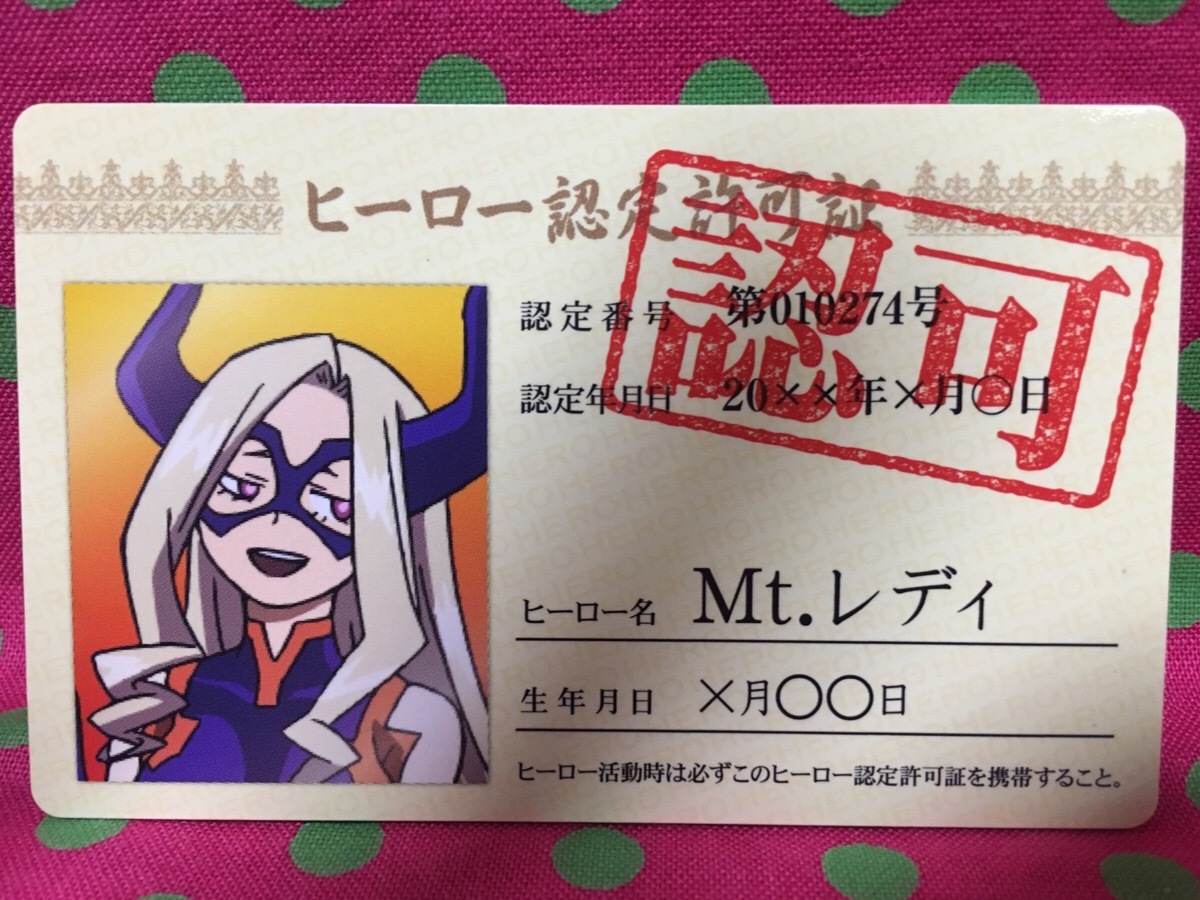 ヒーロー認定許可証
認可
認定番号 第010274号
認定年月日 20××年×月〇日
ヒーロー名 Mt.レディ
生年月日 ×月〇〇日
ヒーロー活動時は必ずこのヒーロー認定許可証を携帯すること。